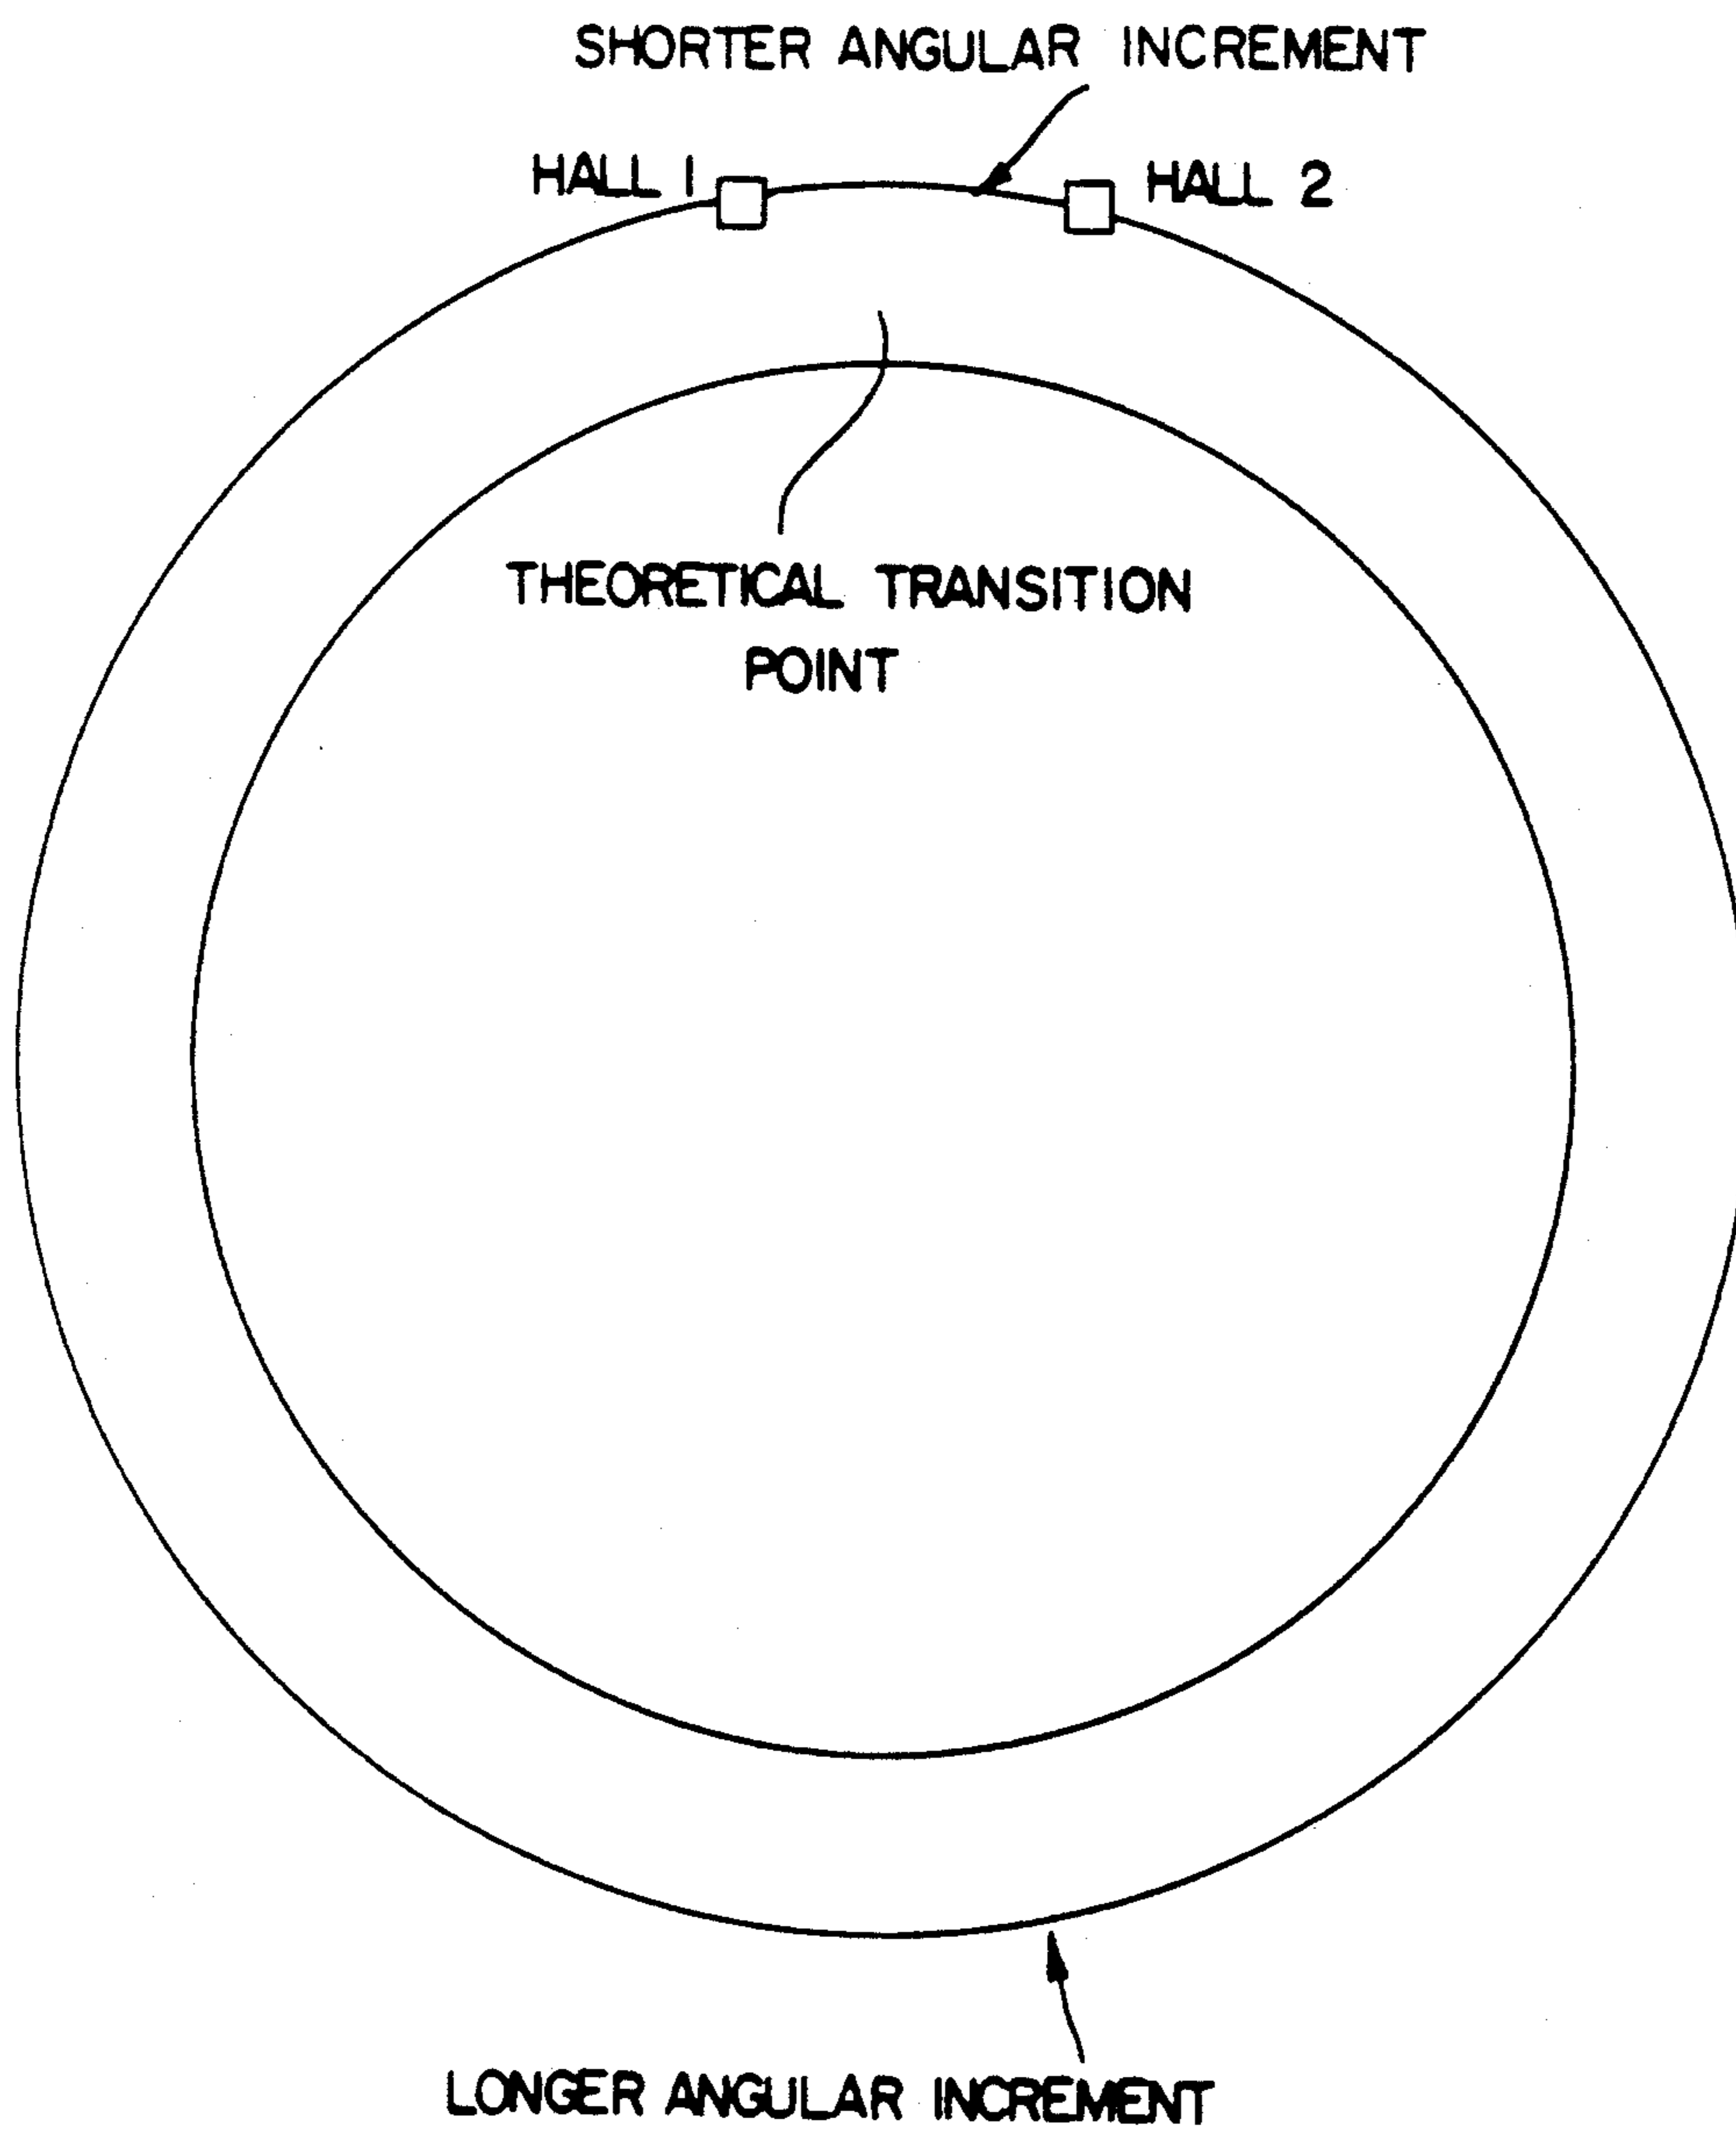 SHORTER ANGULAR INCREMENT
HALL 1
HALL 2
THEORETICAL TRANSITION
POINT
LONGER ANGULAR INCREMENT